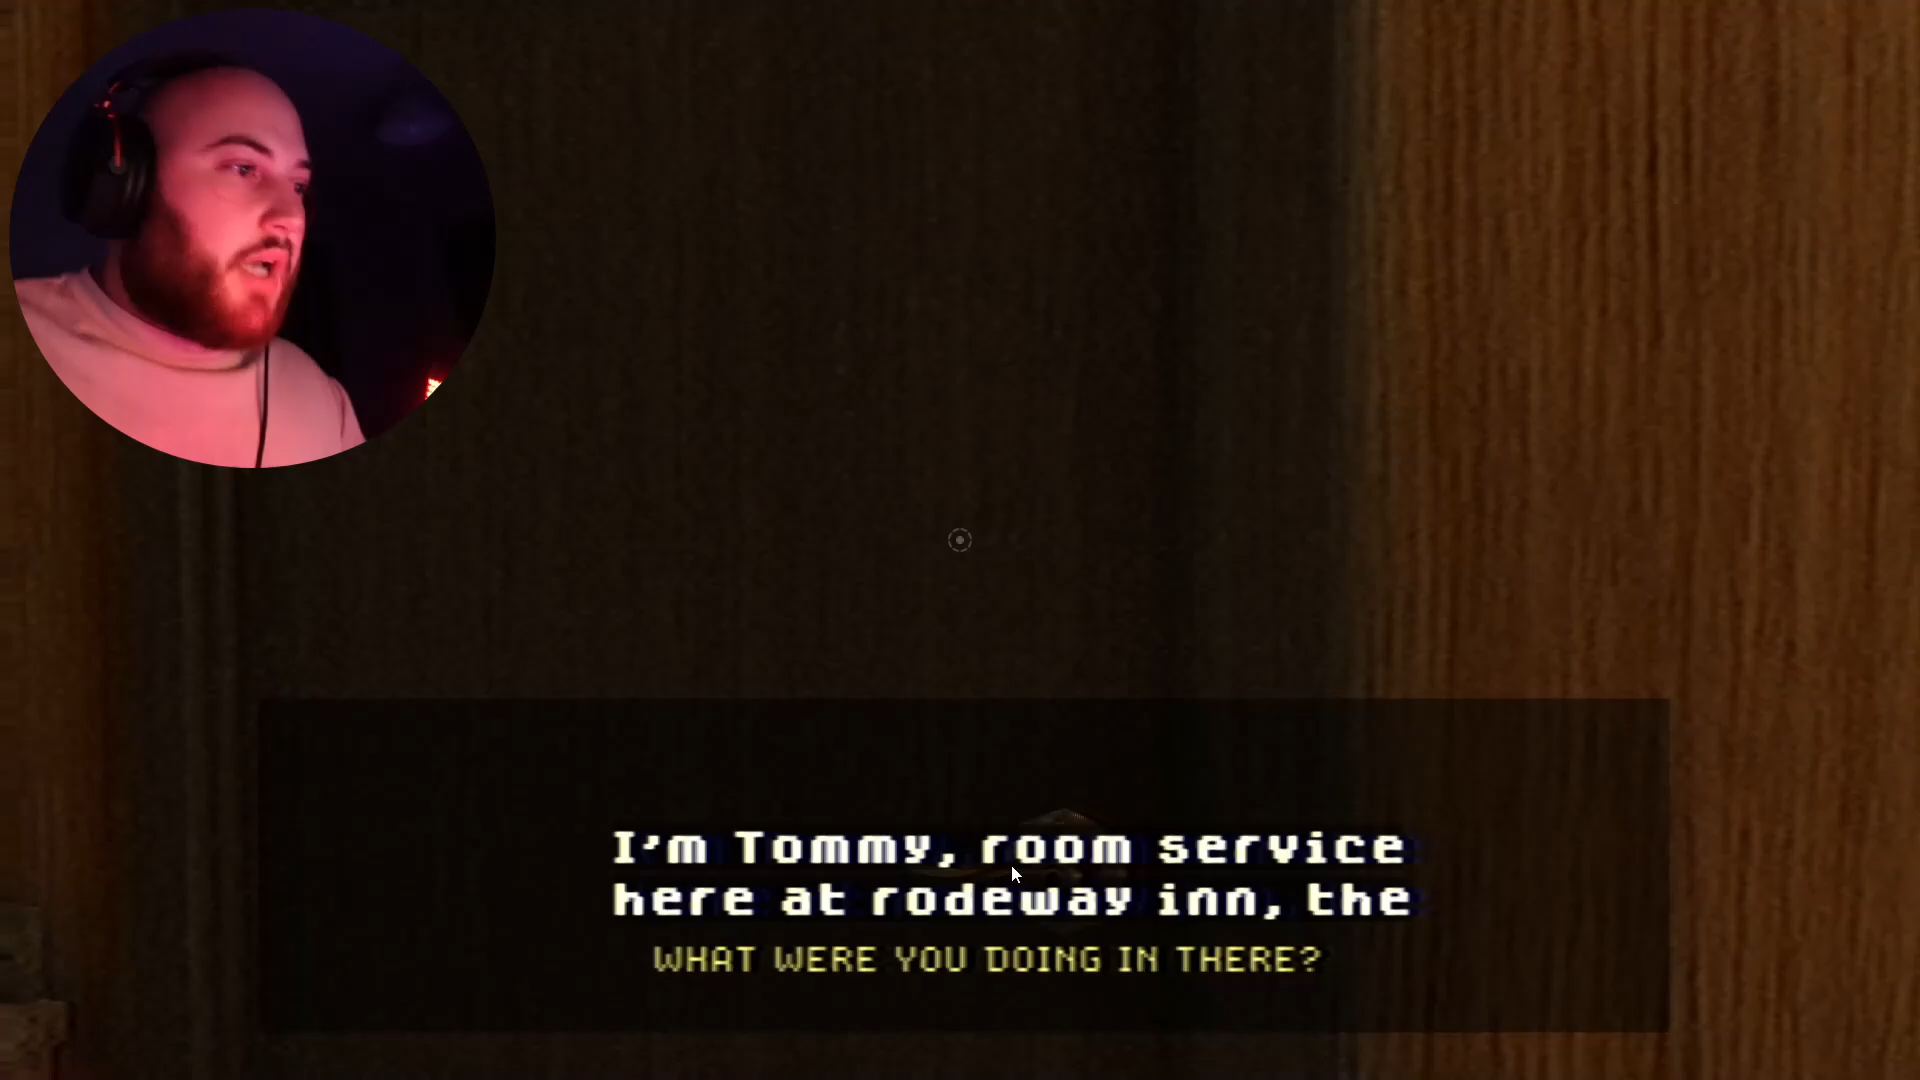 I'm Tommy, room service
here at rodeway inn, the
WHAT WERE YOU DOING IN THERE?